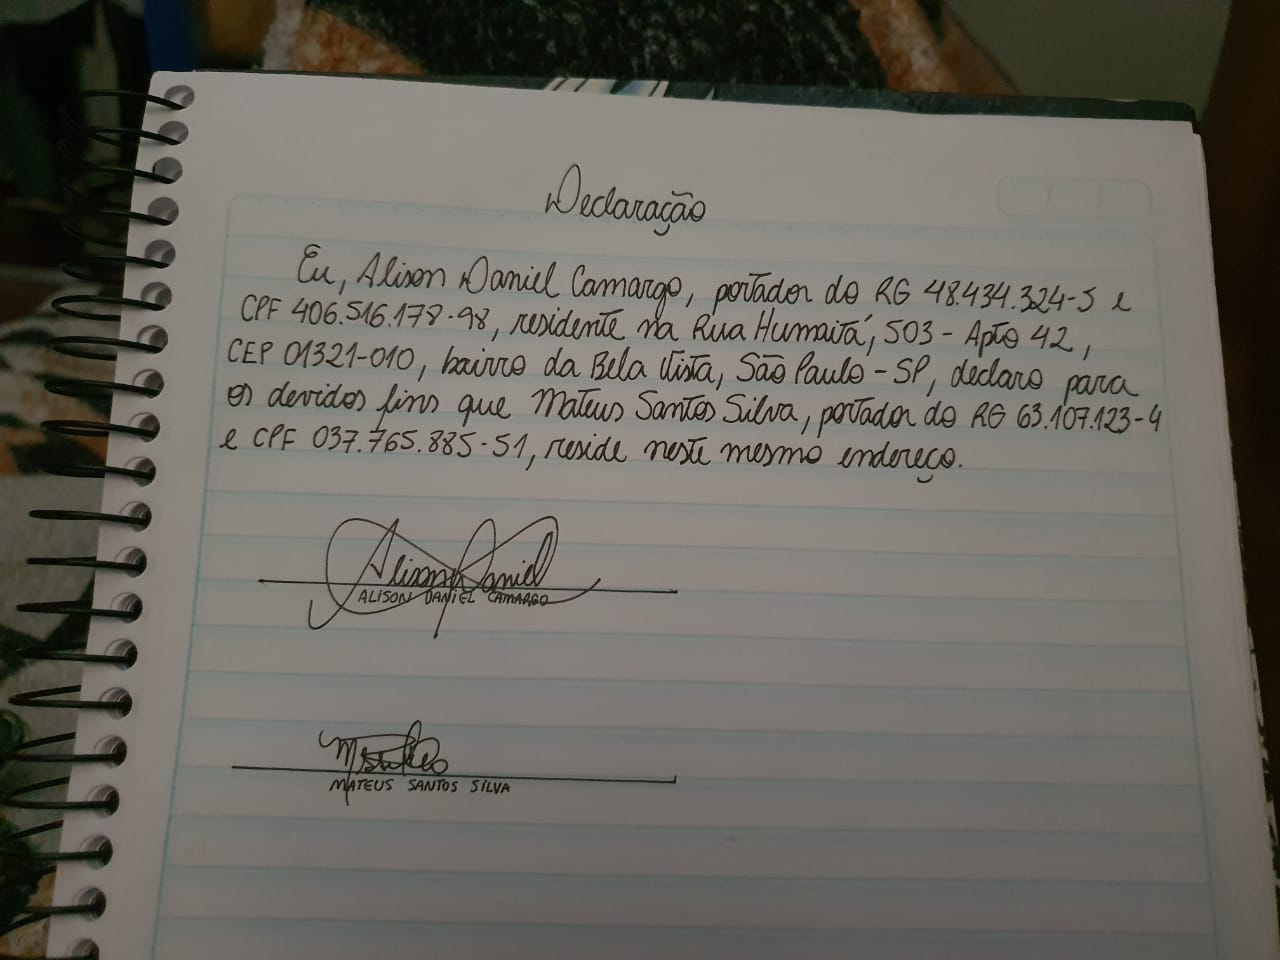 Declaração
Eu, Alison Daniel Camargo, portador do RG 48.434.324-5 e
CPF 406.516.178-98, residente na Rua Humaitá, 503 - Apto 42,
CEP 01321-010, bairro da Bela Vista, São Paulo - SP, declaro para
os devidos fins que Mateus Santos Silva, portador do RG 63.107.123-4
e CPF 037.765.885-51, reside neste mesmo endereço.
Alison Daniel
ALISON DANIEL CAMARGO
MATEUS SANTOS SILVA